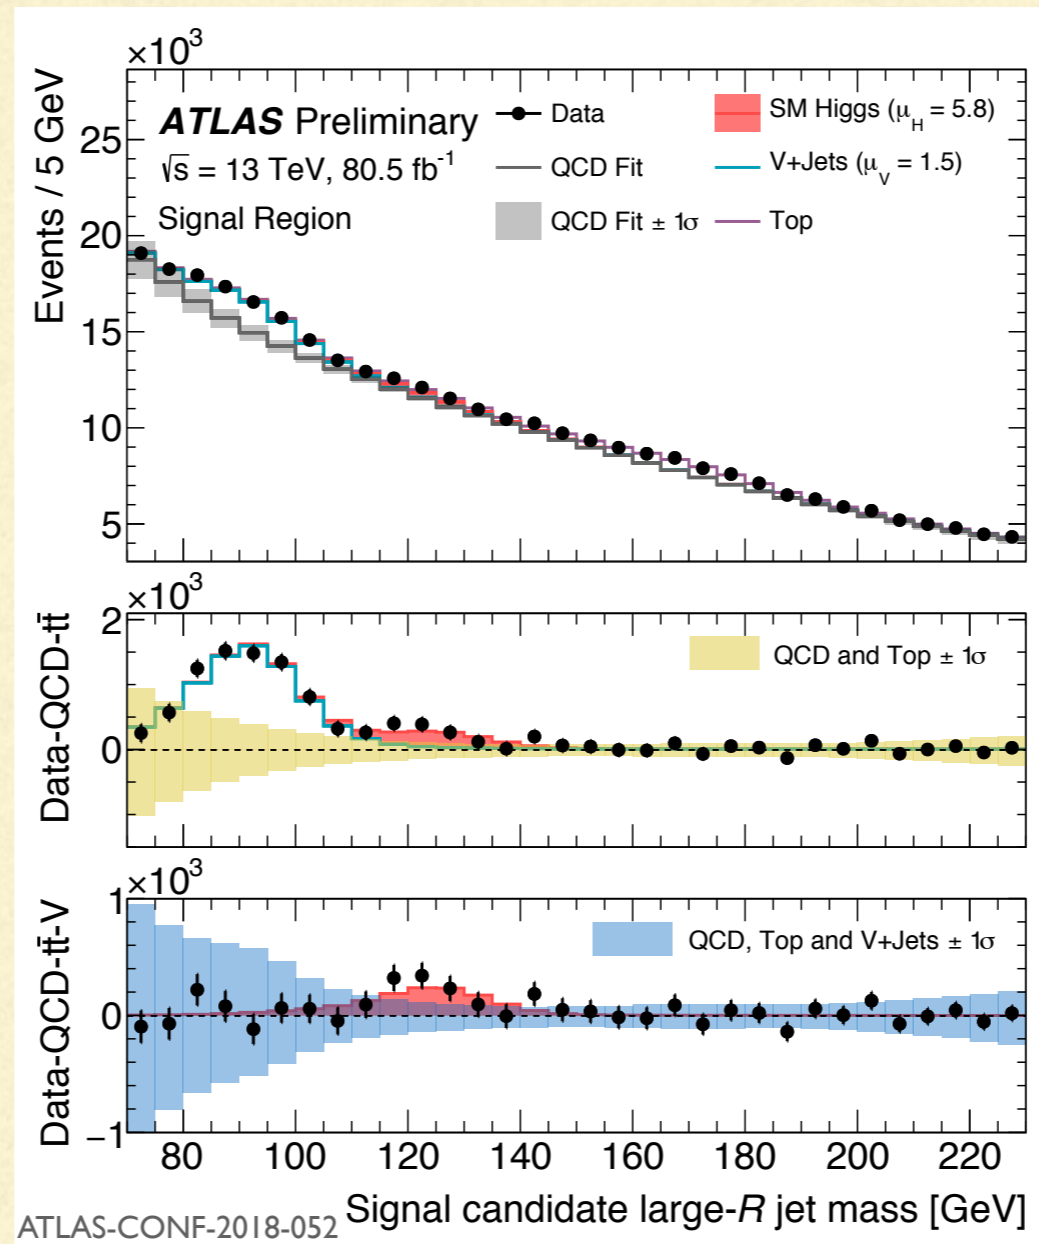 ×10³
Events / 5 GeV
25
20
15
10
5
ATLAS Preliminary
√s = 13 TeV, 80.5 fb⁻¹
Signal Region
Data
QCD Fit
QCD Fit ± 1σ
SM Higgs (μ_H = 5.8)
V+Jets (μ_V = 1.5)
Top
×10³
Data-QCD-tt̄
2
0
QCD and Top ± 1σ
×10³
Data-QCD-tt̄-V
1
0
−1
QCD, Top and V+Jets ± 1σ
80 100 120 140 160 180 200 220
Signal candidate large-R jet mass [GeV]
ATLAS-CONF-2018-052